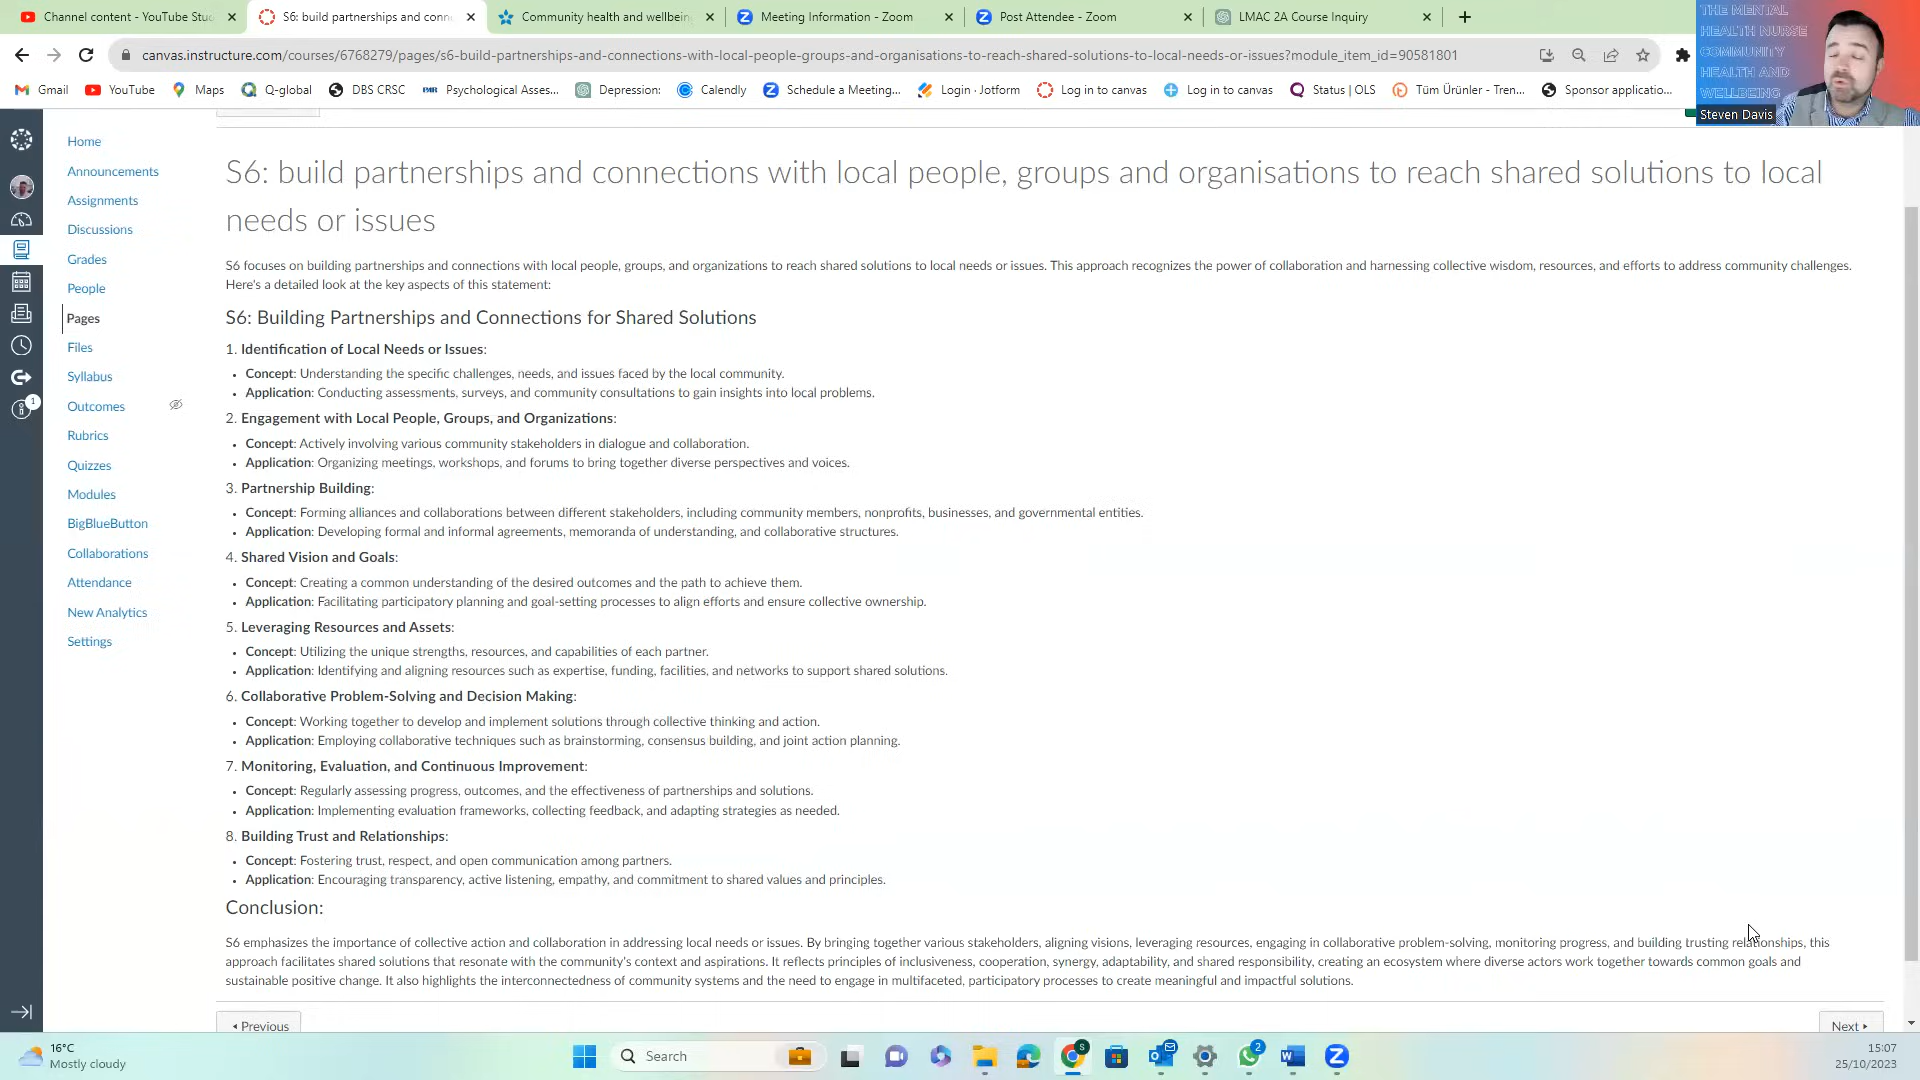 Channel content - YouTube Stu
S6: build partnerships and conn
Community health and wellbein
Meeting Information - Zoom
Post Attendee - Zoom
LMAC 2A Course Inquiry
canvas.instructure.com/courses/6768279/pages/s6-build-partnerships-and-connections-with-local-people-groups-and-organisations-to-reach-shared-solutions-to-local-needs-or-issues?module_item_id=90581801
Gmail
YouTube
Maps
Q-global
DBS CRSC
Psychological Asses...
Depression:
Calendly
Schedule a Meeting...
Login · Jotform
Log in to canvas
Log in to canvas
Status | OLS
Tüm Ürünler - Tren...
Sponsor applicatio...
THE MENTAL
HEALTH NURSE
COMMUNITY
HEALTH AND
WELLBEING
Steven Davis
Home
Announcements
Assignments
Discussions
Grades
People
Pages
Files
Syllabus
Outcomes
Rubrics
Quizzes
Modules
BigBlueButton
Collaborations
Attendance
New Analytics
Settings
1
S6: build partnerships and connections with local people, groups and organisations to reach shared solutions to local
needs or issues
S6 focuses on building partnerships and connections with local people, groups, and organizations to reach shared solutions to local needs or issues. This approach recognizes the power of collaboration and harnessing collective wisdom, resources, and efforts to address community challenges.
Here's a detailed look at the key aspects of this statement:
S6: Building Partnerships and Connections for Shared Solutions
1. Identification of Local Needs or Issues:
• Concept: Understanding the specific challenges, needs, and issues faced by the local community.
• Application: Conducting assessments, surveys, and community consultations to gain insights into local problems.
2. Engagement with Local People, Groups, and Organizations:
• Concept: Actively involving various community stakeholders in dialogue and collaboration.
• Application: Organizing meetings, workshops, and forums to bring together diverse perspectives and voices.
3. Partnership Building:
• Concept: Forming alliances and collaborations between different stakeholders, including community members, nonprofits, businesses, and governmental entities.
• Application: Developing formal and informal agreements, memoranda of understanding, and collaborative structures.
4. Shared Vision and Goals:
• Concept: Creating a common understanding of the desired outcomes and the path to achieve them.
• Application: Facilitating participatory planning and goal-setting processes to align efforts and ensure collective ownership.
5. Leveraging Resources and Assets:
• Concept: Utilizing the unique strengths, resources, and capabilities of each partner.
• Application: Identifying and aligning resources such as expertise, funding, facilities, and networks to support shared solutions.
6. Collaborative Problem-Solving and Decision Making:
• Concept: Working together to develop and implement solutions through collective thinking and action.
• Application: Employing collaborative techniques such as brainstorming, consensus building, and joint action planning.
7. Monitoring, Evaluation, and Continuous Improvement:
• Concept: Regularly assessing progress, outcomes, and the effectiveness of partnerships and solutions.
• Application: Implementing evaluation frameworks, collecting feedback, and adapting strategies as needed.
8. Building Trust and Relationships:
• Concept: Fostering trust, respect, and open communication among partners.
• Application: Encouraging transparency, active listening, empathy, and commitment to shared values and principles.
Conclusion:
S6 emphasizes the importance of collective action and collaboration in addressing local needs or issues. By bringing together various stakeholders, aligning visions, leveraging resources, engaging in collaborative problem-solving, monitoring progress, and building trusting relationships, this
approach facilitates shared solutions that resonate with the community's context and aspirations. It reflects principles of inclusiveness, cooperation, synergy, adaptability, and shared responsibility, creating an ecosystem where diverse actors work together towards common goals and
sustainable positive change. It also highlights the interconnectedness of community systems and the need to engage in multifaceted, participatory processes to create meaningful and impactful solutions.
Previous
Next
16°C
Mostly cloudy
Search
S
2
15:07
25/10/2023